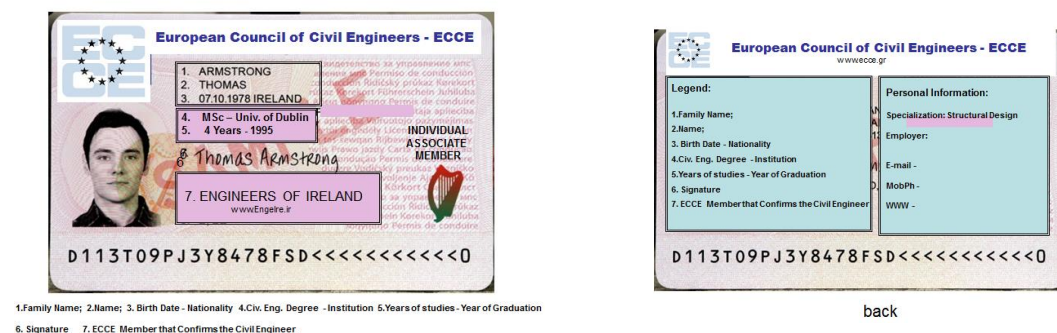 European Council of Civil Engineers - ECCE
1. ARMSTRONG
2. THOMAS
3. 07.10.1978 IRELAND
4. MSc – Univ. of Dublin
5. 4 Years - 1995
Thomas Armstrong
INDIVIDUAL
ASSOCIATE
MEMBER
7. ENGINEERS OF IRELAND
wwwEngeIre.ir
D113T09PJ3Y8478FSD<<<<<<<<<<<0
1.Family Name; 2.Name; 3. Birth Date - Nationality 4.Civ. Eng. Degree - Institution 5.Years of studies - Year of Graduation
6. Signature 7. ECCE Member that Confirms the Civil Engineer
European Council of Civil Engineers - ECCE
www.ecce.gr
Legend:
1.Family Name;
2.Name;
3. Birth Date - Nationality
4.Civ. Eng. Degree - Institution
5.Years of studies - Year of Graduation
6. Signature
7. ECCE Member that Confirms the Civil Engineer
Personal Information:
Specialization: Structural Design
Employer:
E-mail -
MobPh -
WWW -
D113T09PJ3Y8478FSD<<<<<<<<<<<0
back